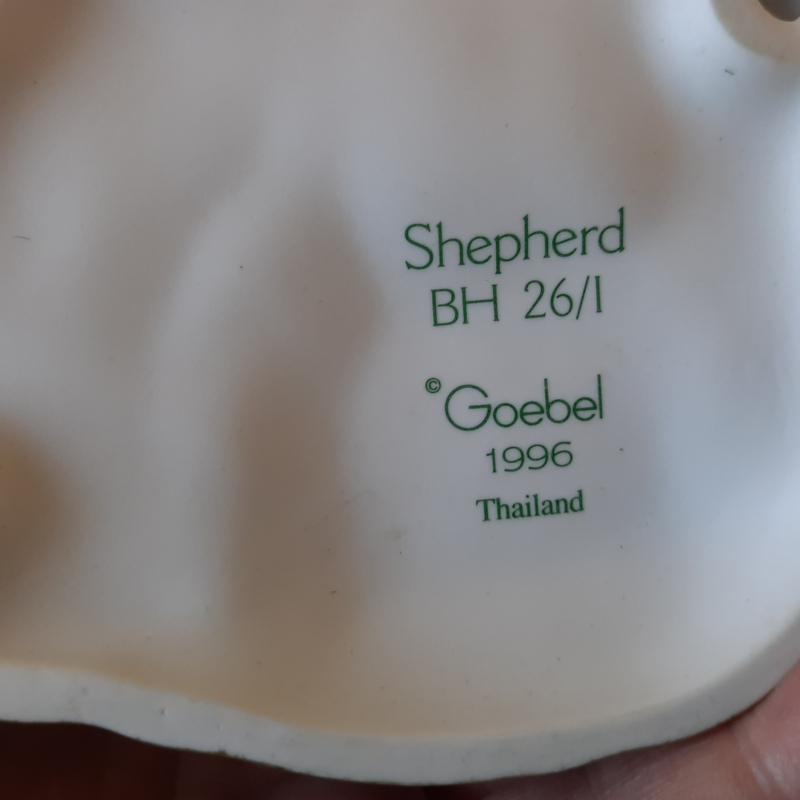 Shepherd
BH 26/I
© Goebel
1996
Thailand